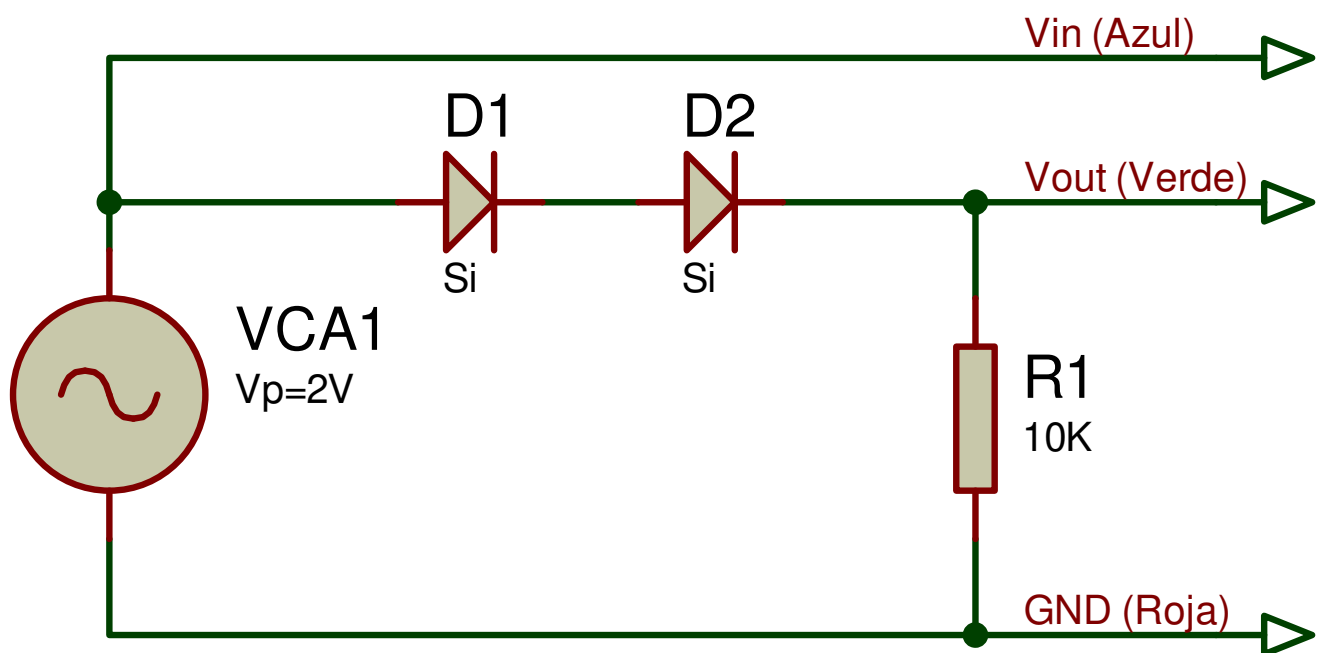 Vin (Azul)
D1
D2
Vout (Verde)
Si
Si
VCA1
Vp=2V
R1
10K
GND (Roja)